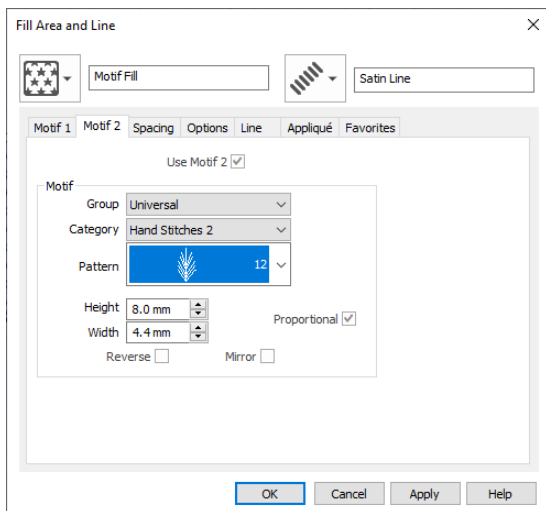 Fill Area and Line
Motif Fill
Satin Line
Motif 1 Motif 2 Spacing Options Line Appliqué Favorites
Use Motif 2
Motif
Group Universal
Category Hand Stitches 2
Pattern 12
Height 8.0 mm
Proportional
Width 4.4 mm
Reverse Mirror
OK Cancel Apply Help